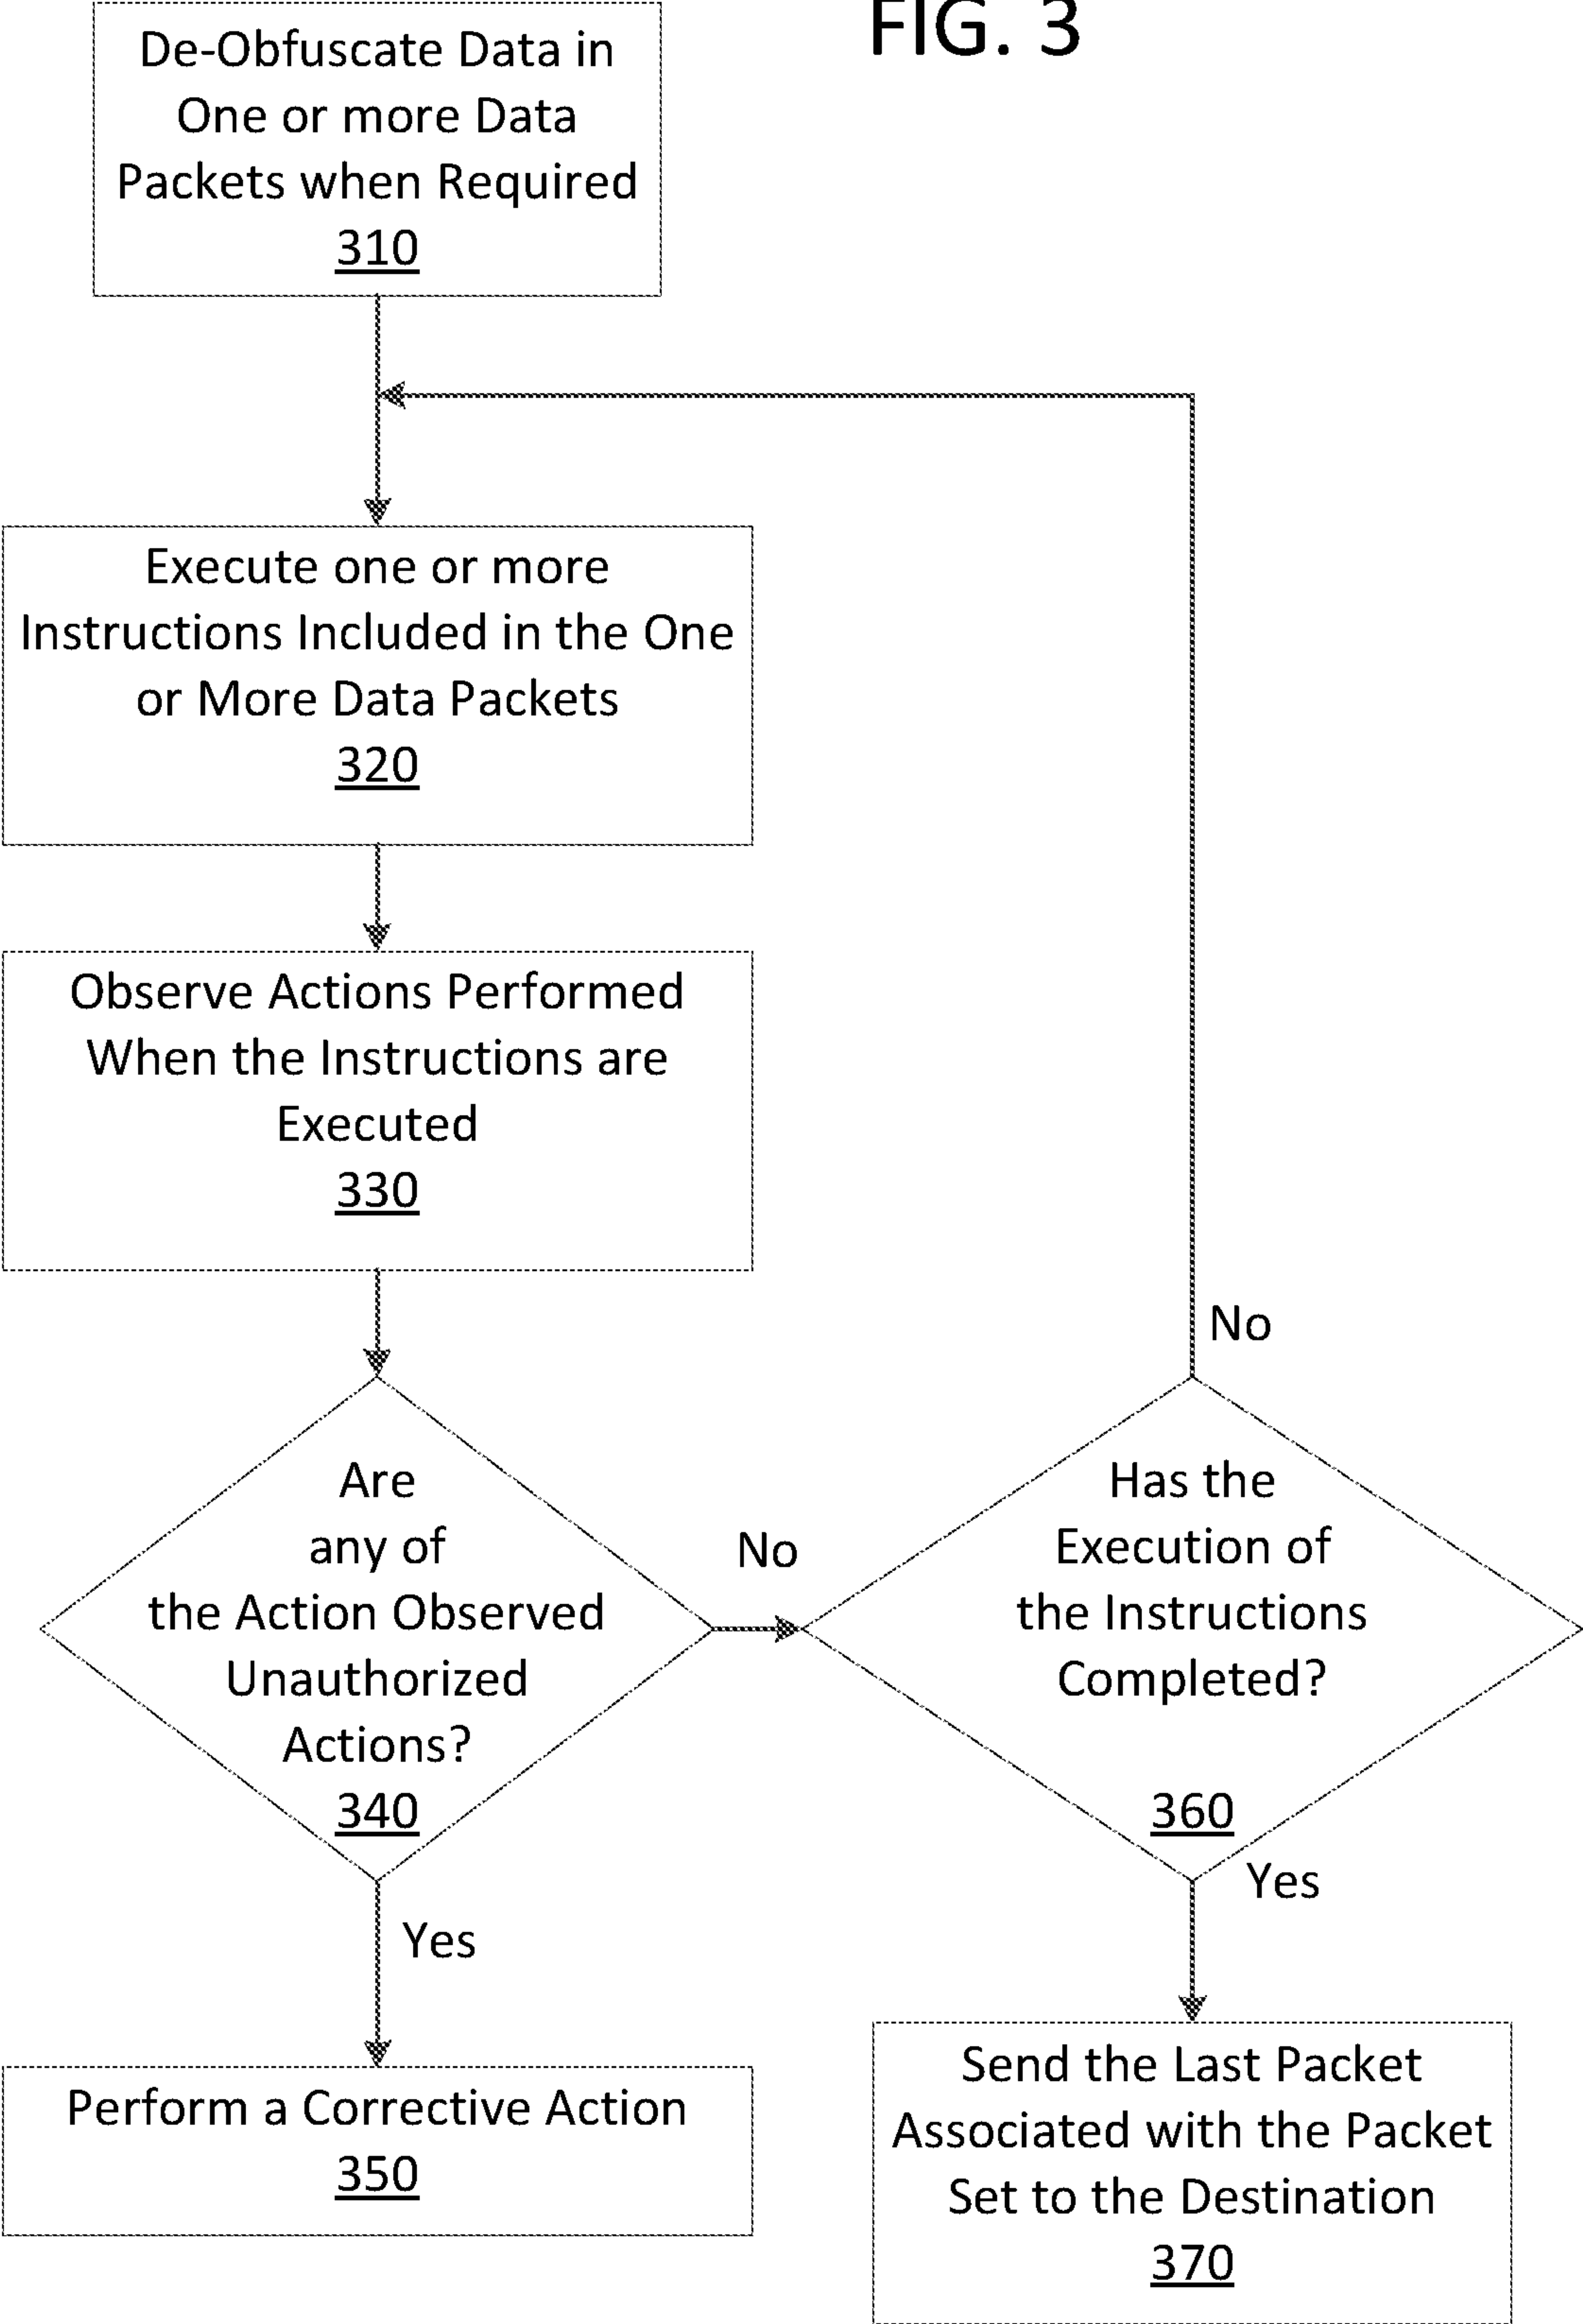 FIG. 3
De-Obfuscate Data in
One or more Data
Packets when Required
310
Execute one or more
Instructions Included in the One
or More Data Packets
320
Observe Actions Performed
When the Instructions are
Executed
330
Are
any of
the Action Observed
Unauthorized
Actions?
340
No
Yes
Has the
Execution of
the Instructions
Completed?
360
No
Yes
Perform a Corrective Action
350
Send the Last Packet
Associated with the Packet
Set to the Destination
370